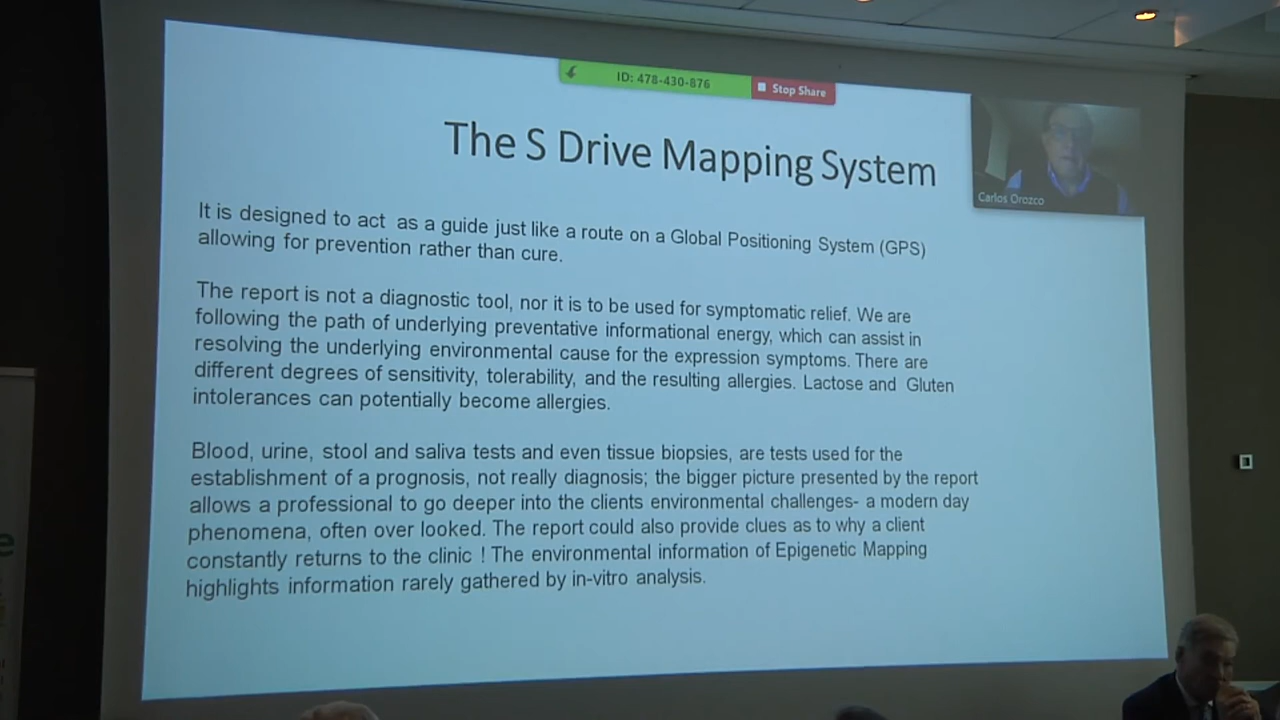 ID: 478-430-876
Stop Share
The S Drive Mapping System
Carlos Orozco
It is designed to act as a guide just like a route on a Global Positioning System (GPS)
allowing for prevention rather than cure.
The report is not a diagnostic tool, nor it is to be used for symptomatic relief. We are
following the path of underlying preventative informational energy, which can assist in
resolving the underlying environmental cause for the expression symptoms. There are
different degrees of sensitivity, tolerability, and the resulting allergies. Lactose and Gluten
intolerances can potentially become allergies.
Blood, urine, stool and saliva tests and even tissue biopsies, are tests used for the
establishment of a prognosis, not really diagnosis; the bigger picture presented by the report
allows a professional to go deeper into the clients environmental challenges- a modern day
phenomena, often over looked. The report could also provide clues as to why a client
constantly returns to the clinic ! The environmental information of Epigenetic Mapping
highlights information rarely gathered by in-vitro analysis.